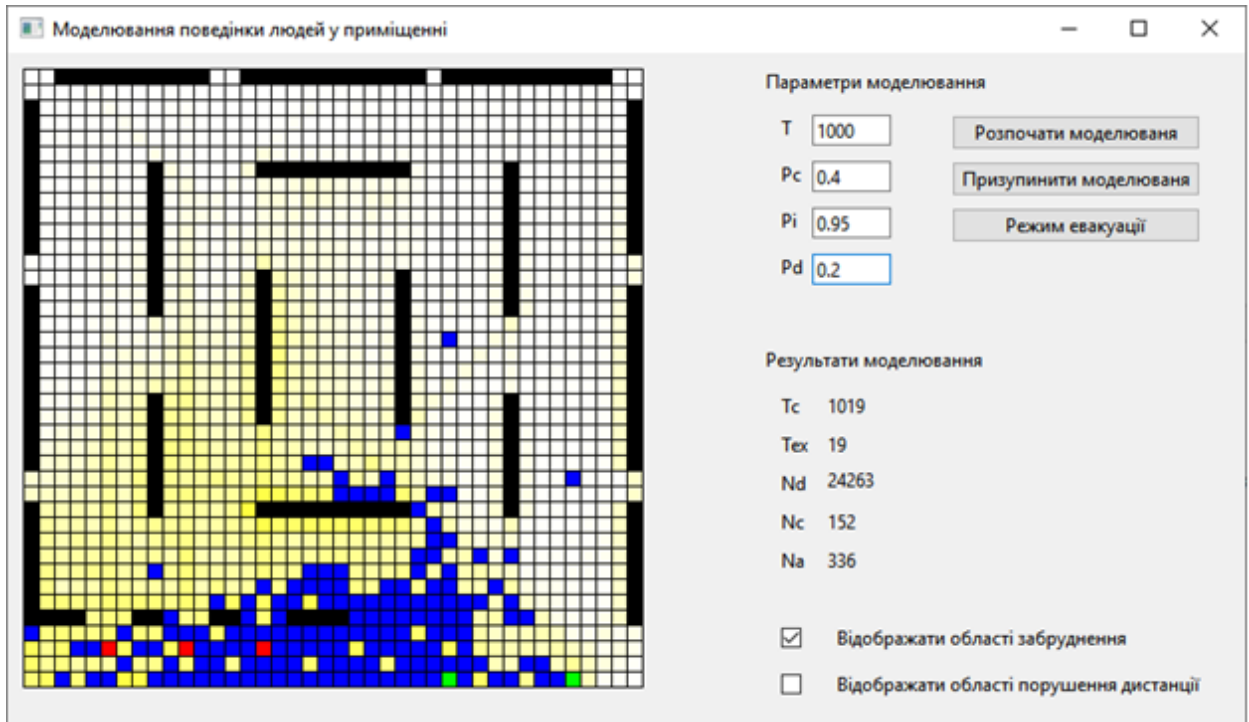 Моделювання поведінки людей у приміщенні
Параметри моделювання
T 1000 Розпочати моделюваня
Pc 0.4 Призупинити моделюваня
Pi 0.95 Режим евакуації
Pd 0.2
Результати моделювання
Tc 1019
Tex 19
Nd 24263
Nc 152
Na 336
Відображати області забруднення
Відображати області порушення дистанції